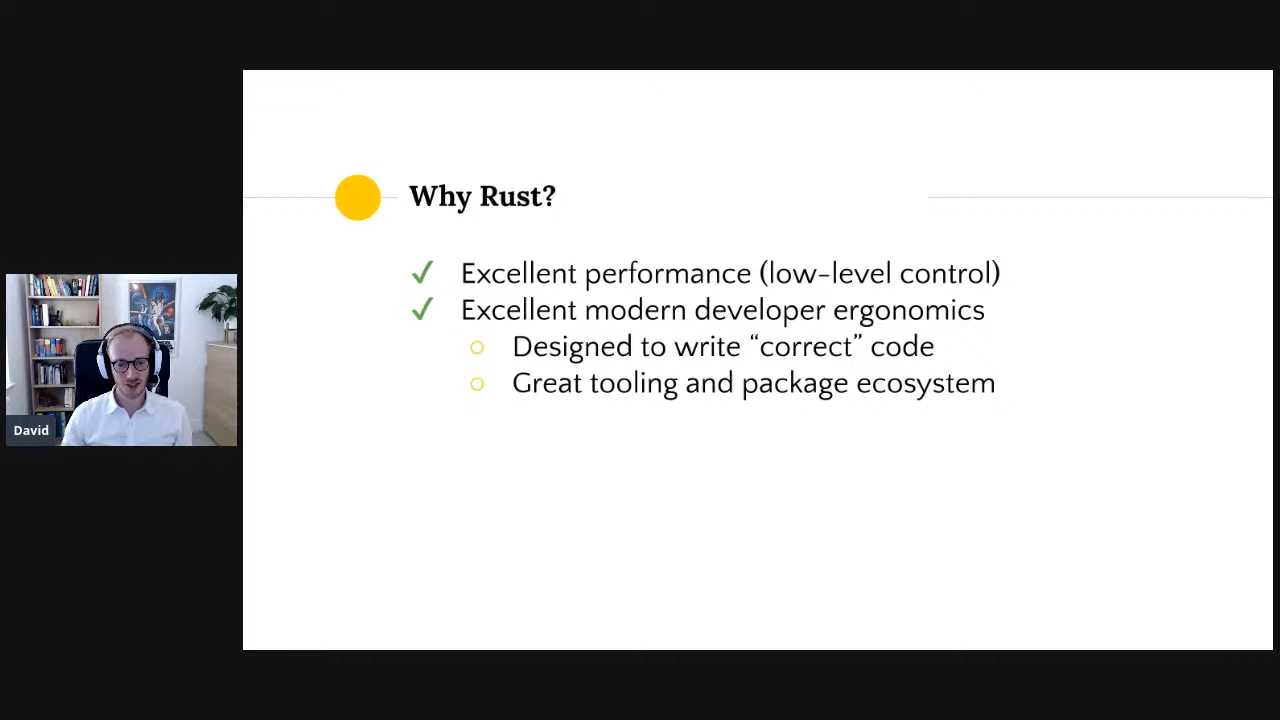 Why Rust?
✓ Excellent performance (low-level control)
✓ Excellent modern developer ergonomics
○ Designed to write “correct” code
○ Great tooling and package ecosystem
David